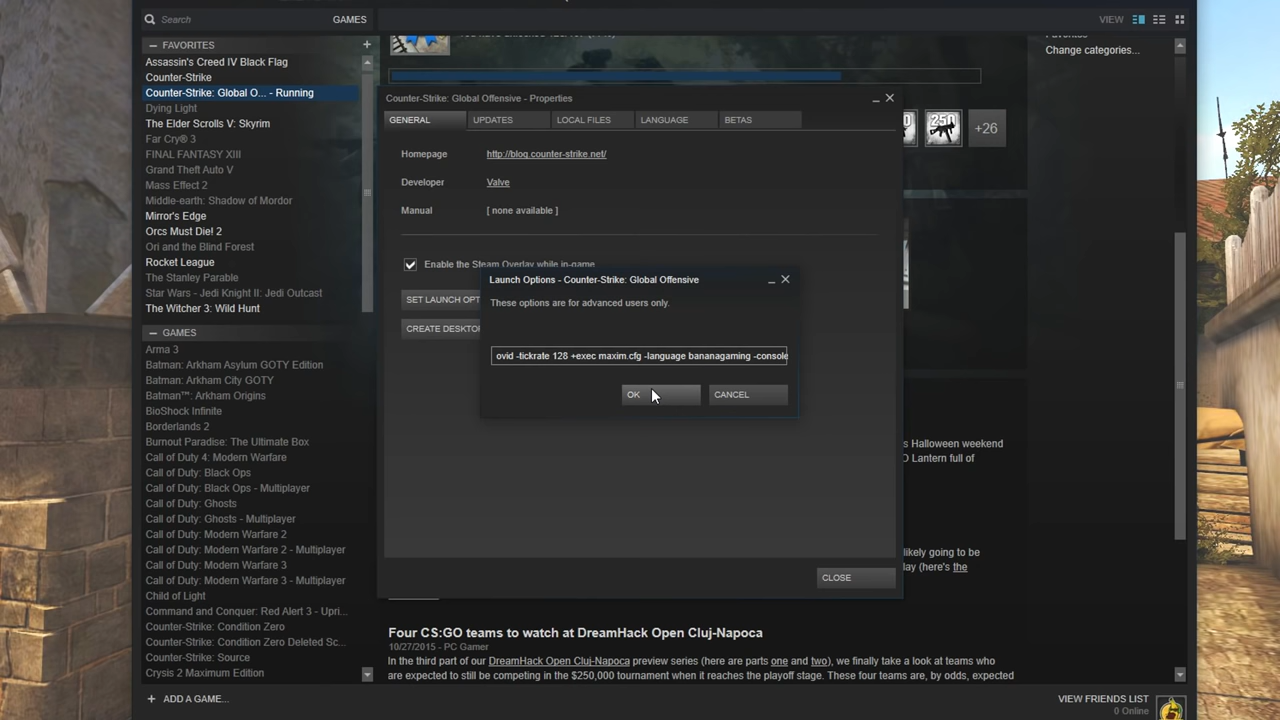 Search
GAMES
VIEW
FAVORITES
Assassin's Creed IV Black Flag
Counter-Strike
Counter-Strike: Global O... - Running
Dying Light
The Elder Scrolls V: Skyrim
Far Cry® 3
FINAL FANTASY XIII
Grand Theft Auto V
Mass Effect 2
Middle-earth: Shadow of Mordor
Mirror's Edge
Orcs Must Die! 2
Ori and the Blind Forest
Rocket League
The Stanley Parable
Star Wars - Jedi Knight II: Jedi Outcast
The Witcher 3: Wild Hunt
GAMES
Arma 3
Batman: Arkham Asylum GOTY Edition
Batman: Arkham City GOTY
Batman™: Arkham Origins
BioShock Infinite
Borderlands 2
Burnout Paradise: The Ultimate Box
Call of Duty 4: Modern Warfare
Call of Duty: Black Ops
Call of Duty: Black Ops - Multiplayer
Call of Duty: Ghosts
Call of Duty: Ghosts - Multiplayer
Call of Duty: Modern Warfare 2
Call of Duty: Modern Warfare 2 - Multiplayer
Call of Duty: Modern Warfare 3
Call of Duty: Modern Warfare 3 - Multiplayer
Child of Light
Command and Conquer: Red Alert 3 - Upri...
Counter-Strike: Condition Zero
Counter-Strike: Condition Zero Deleted Sc...
Counter-Strike: Source
Crysis 2 Maximum Edition
ADD A GAME...
Change categories...
250
+26
Counter-Strike: Global Offensive - Properties
GENERAL UPDATES LOCAL FILES LANGUAGE BETAS
Homepage http://blog.counter-strike.net/
Developer Valve
Manual [ none available ]
Enable the Steam Overlay while in-game
SET LAUNCH OPT
CREATE DESKTO
Launch Options - Counter-Strike: Global Offensive
These options are for advanced users only.
ovid -tickrate 128 +exec maxim.cfg -language bananagaming -console
OK CANCEL
CLOSE
s Halloween weekend
O Lantern full of
likely going to be
lay (here's the
Four CS:GO teams to watch at DreamHack Open Cluj-Napoca
10/27/2015 - PC Gamer
In the third part of our DreamHack Open Cluj-Napoca preview series (here are parts one and two), we finally take a look at teams who
are expected to still be competing in the $250,000 tournament when it reaches the playoff stage. These four teams are, by odds, expected
VIEW FRIENDS LIST
0 Online